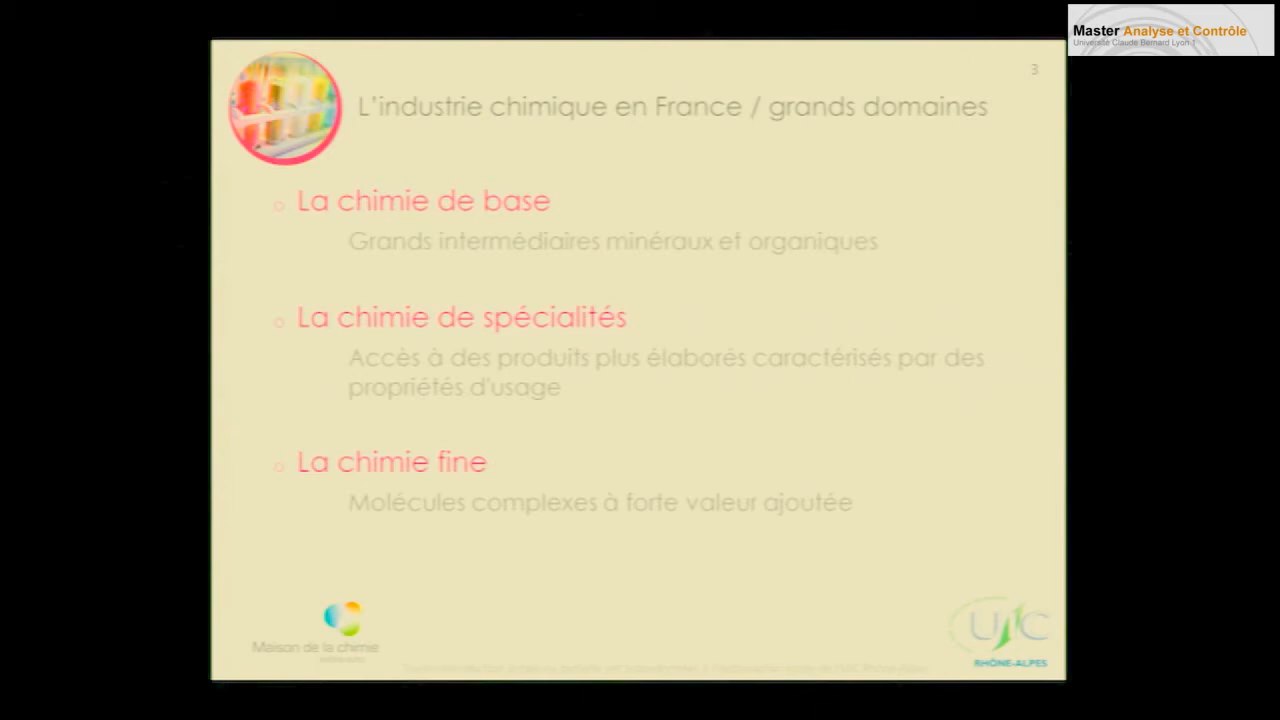 Master Analyse et Contrôle
Université Claude Bernard Lyon 1
3
L'industrie chimique en France / grands domaines
La chimie de base
Grands intermédiaires minéraux et organiques
La chimie de spécialités
Accès à des produits plus élaborés caractérisés par des
propriétés d'usage
La chimie fine
Molécules complexes à forte valeur ajoutée
Maison de la chimie
UIC
RHÔNE-ALPES